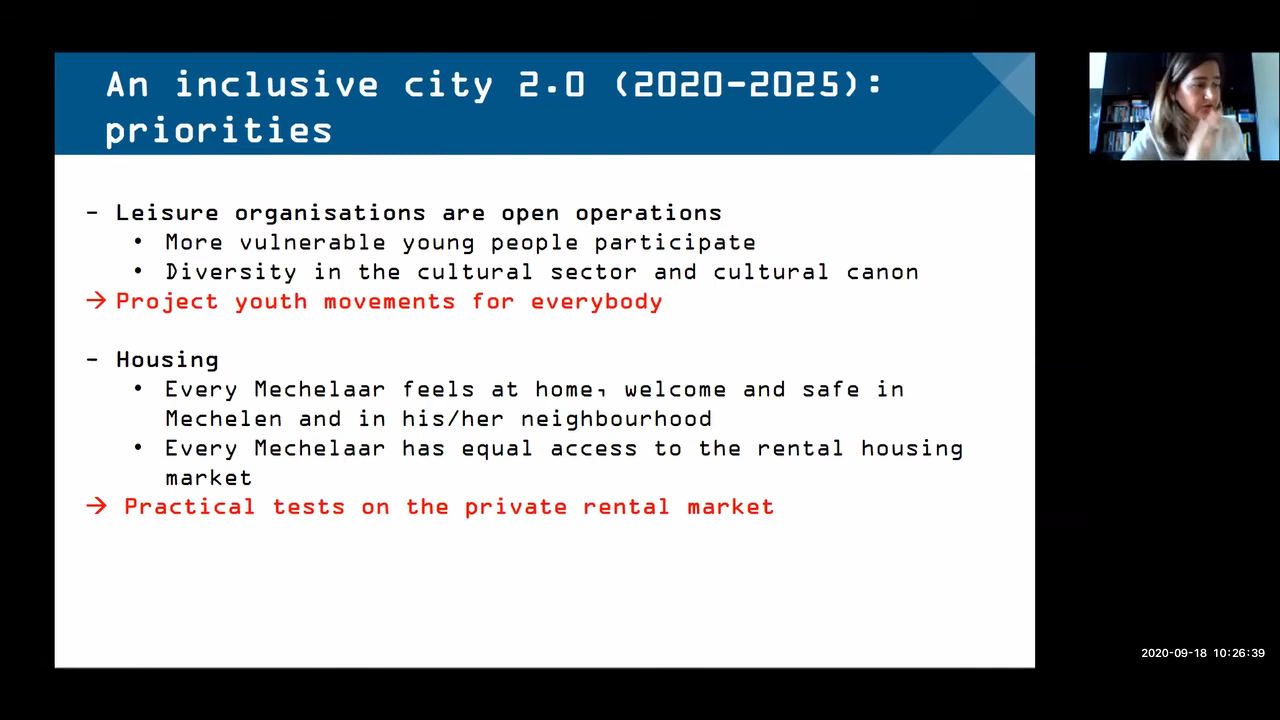 An inclusive city 2.0 (2020-2025):
priorities
- Leisure organisations are open operations
• More vulnerable young people participate
• Diversity in the cultural sector and cultural canon
→ Project youth movements for everybody
- Housing
• Every Mechelaar feels at home, welcome and safe in
Mechelen and in his/her neighbourhood
• Every Mechelaar has equal access to the rental housing
market
→ Practical tests on the private rental market
2020-09-18 10:26:39